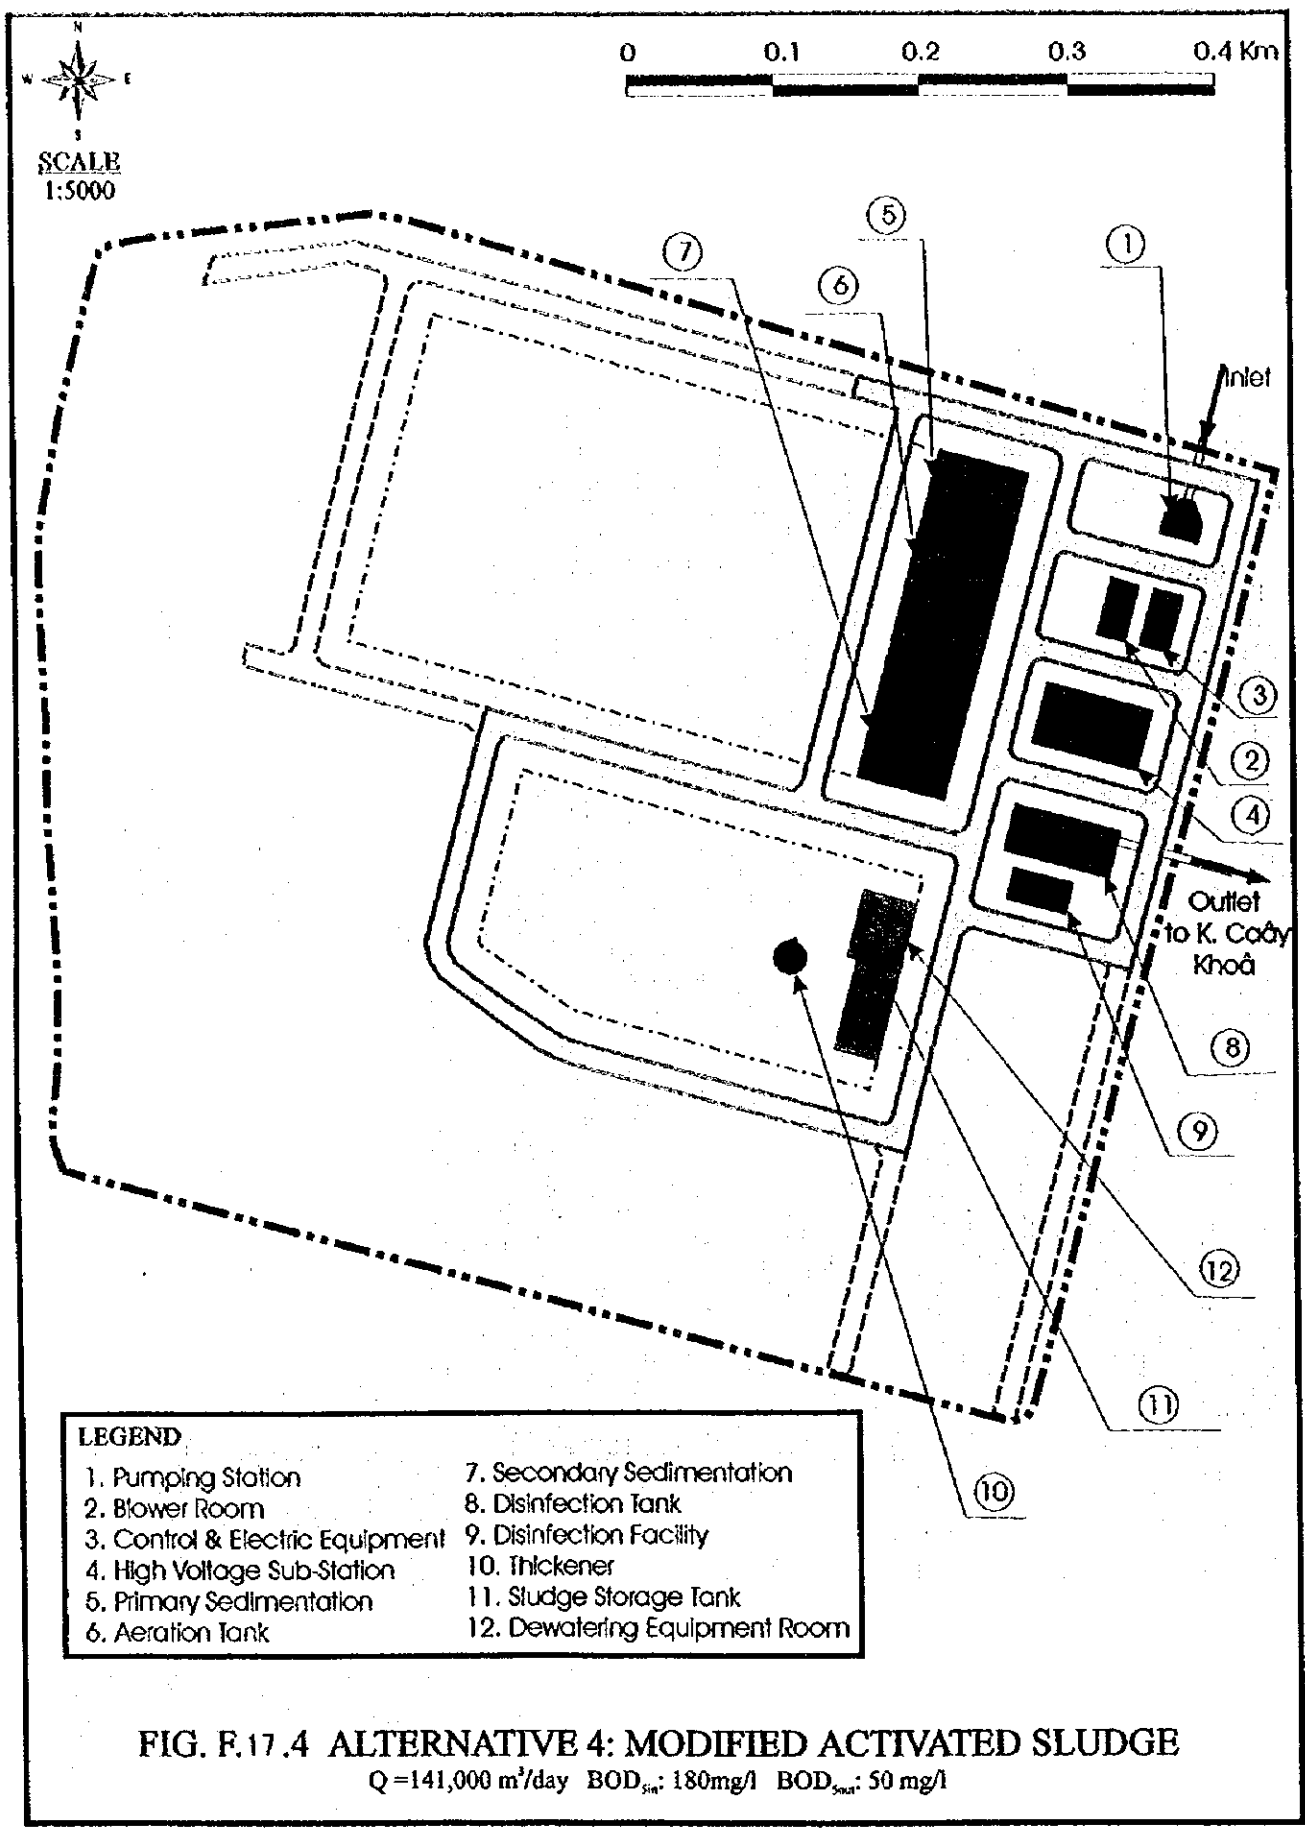 N
W E
S
SCALE
1:5000
0 0.1 0.2 0.3 0.4 Km
5
1
7
6
Inlet
3
2
4
Outlet
to K. Caây
Khoâ
8
9
12
11
10
LEGEND
1. Pumping Station
2. Blower Room
3. Control & Electric Equipment
4. High Voltage Sub-Station
5. Primary Sedimentation
6. Aeration Tank
7. Secondary Sedimentation
8. Disinfection Tank
9. Disinfection Facility
10. Thickener
11. Sludge Storage Tank
12. Dewatering Equipment Room
FIG. F.17.4 ALTERNATIVE 4: MODIFIED ACTIVATED SLUDGE
Q =141,000 m³/day BOD₅ᵢₙ: 180mg/l BOD₅ₒᵤₜ: 50 mg/l